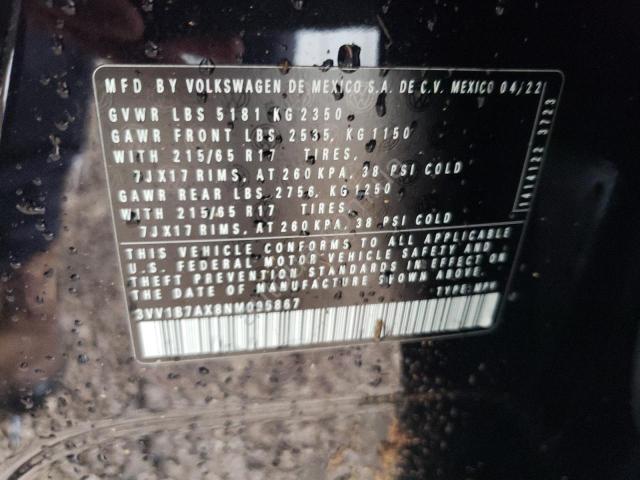 MFD BY VOLKSWAGEN DE MEXICO S.A. DE C.V. MEXICO 04/22
GVWR LBS 5181 KG 2350
GAWR FRONT LBS 2535, KG 1150
WITH 215/65 R17 TIRES,
7JX17 RIMS, AT 260 KPA, 38 PSI COLD
GAWR REAR LBS 2756, KG 1250
WITH 215/65 R17 TIRES,
7JX17 RIMS, AT 260 KPA, 38 PSI COLD
THIS VEHICLE CONFORMS TO ALL APPLICABLE
U.S. FEDERAL MOTOR VEHICLE SAFETY AND
THEFT PREVENTION STANDARDS IN EFFECT ON
THE DATE OF MANUFACTURE SHOWN ABOVE.
3VV1B7AX8NM095867 TYPE: MPV